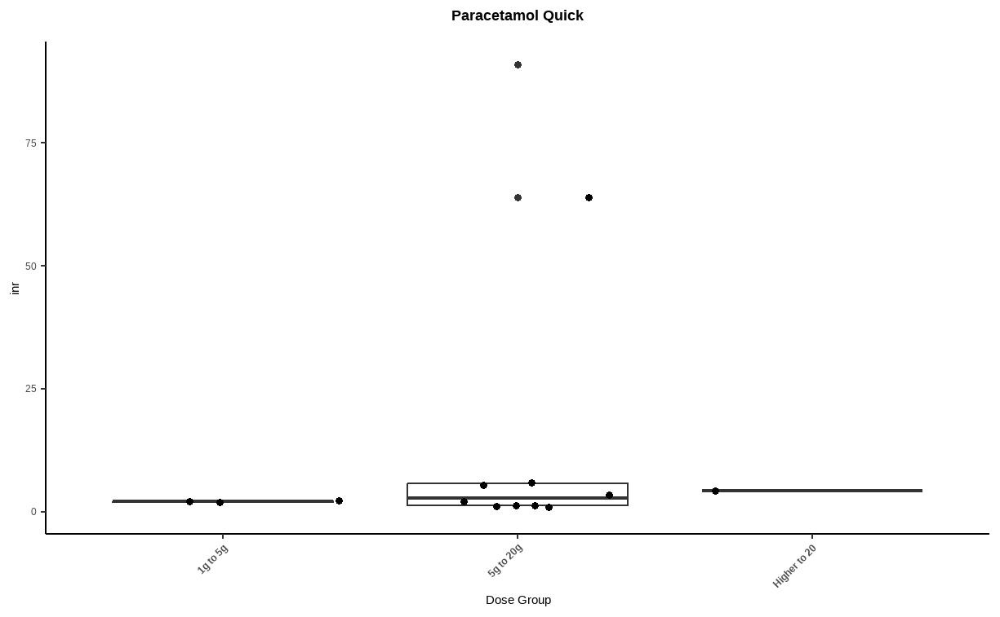 Paracetamol Quick
75
50
25
0
inr
1g to 5g
5g to 20g
Higher to 20
Dose Group